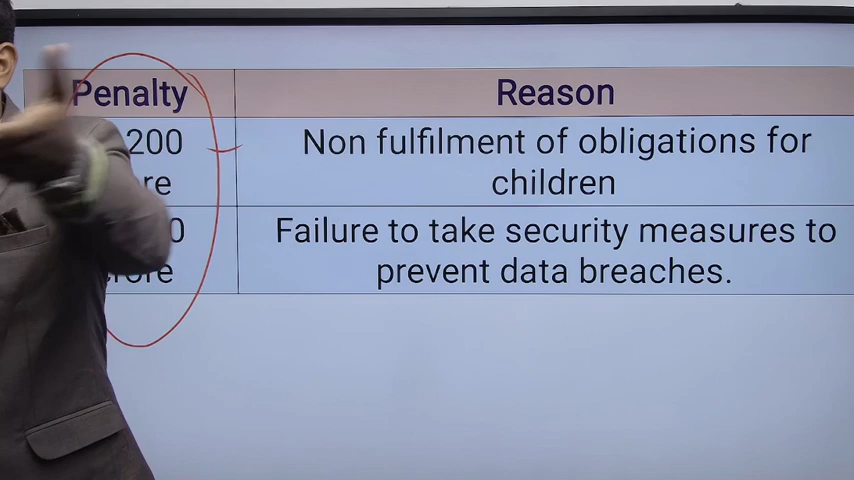 Penalty
Reason
200
Non fulfilment of obligations for
children
Failure to take security measures to
prevent data breaches.